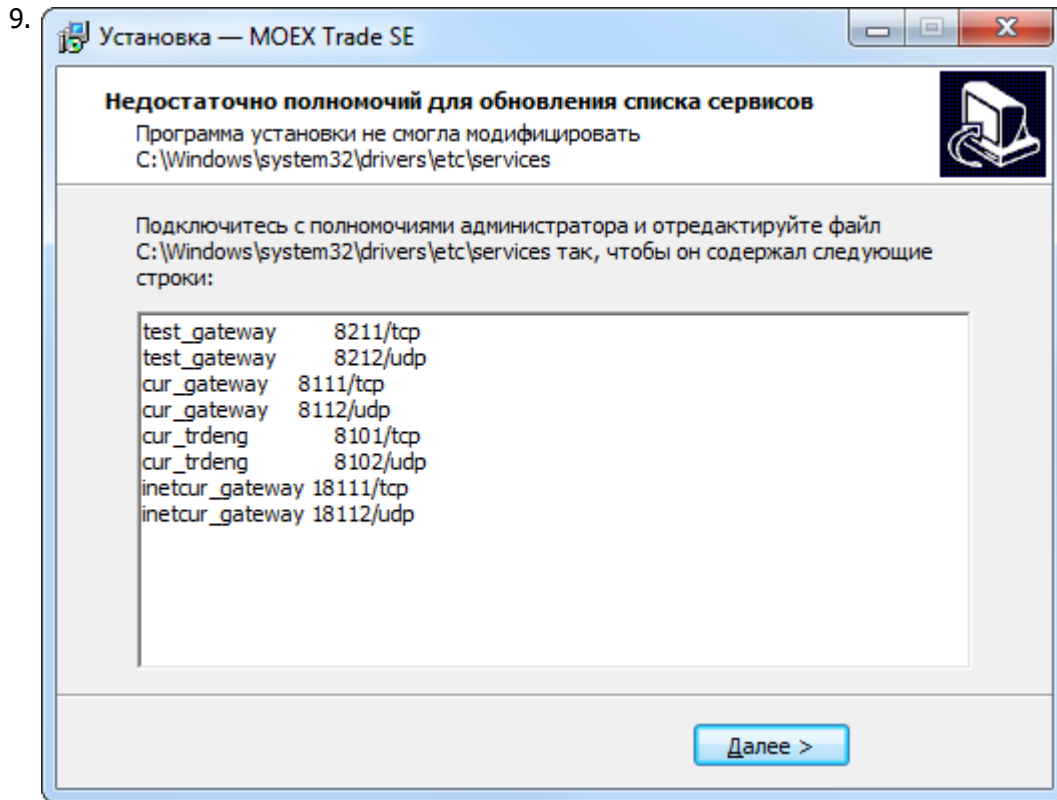 9.
Установка — MOEX Trade SE
Недостаточно полномочий для обновления списка сервисов
Программа установки не смогла модифицировать
C:\Windows\system32\drivers\etc\services
Подключитесь с полномочиями администратора и отредактируйте файл
C:\Windows\system32\drivers\etc\services так, чтобы он содержал следующие
строки:
test_gateway 8211/tcp
test_gateway 8212/udp
cur_gateway 8111/tcp
cur_gateway 8112/udp
cur_trdeng 8101/tcp
cur_trdeng 8102/udp
inetcur_gateway 18111/tcp
inetcur_gateway 18112/udp
Далее >